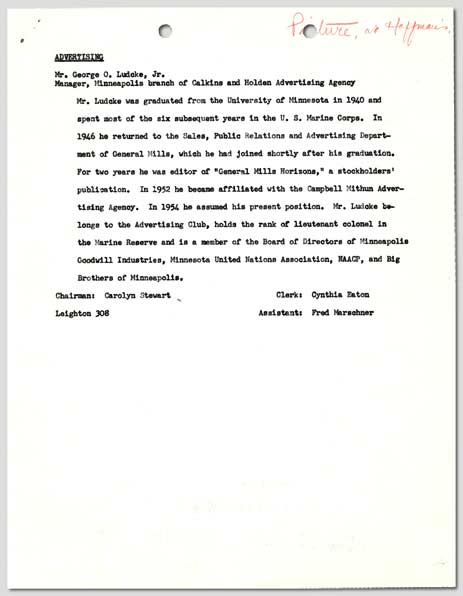 Picture, as Hoffman's.
ADVERTISING
Mr. George O. Ludcke, Jr.
Manager, Minneapolis branch of Calkins and Holden Advertising Agency
Mr. Ludcke was graduated from the University of Minnesota in 1940 and
spent most of the six subsequent years in the U. S. Marine Corps. In
1946 he returned to the Sales, Public Relations and Advertising Depart-
ment of General Mills, which he had joined shortly after his graduation.
For two years he was editor of "General Mills Horizons," a stockholders'
publication. In 1952 he became affiliated with the Campbell Mithun Adver-
tising Agency. In 1954 he assumed his present position. Mr. Ludcke be-
longs to the Advertising Club, holds the rank of lieutenant colonel in
the Marine Reserve and is a member of the Board of Directors of Minneapolis
Goodwill Industries, Minnesota United Nations Association, NAACP, and Big
Brothers of Minneapolis.
Chairman: Carolyn Stewart Clerk: Cynthia Eaton
Leighton 308 Assistant: Fred Marschner